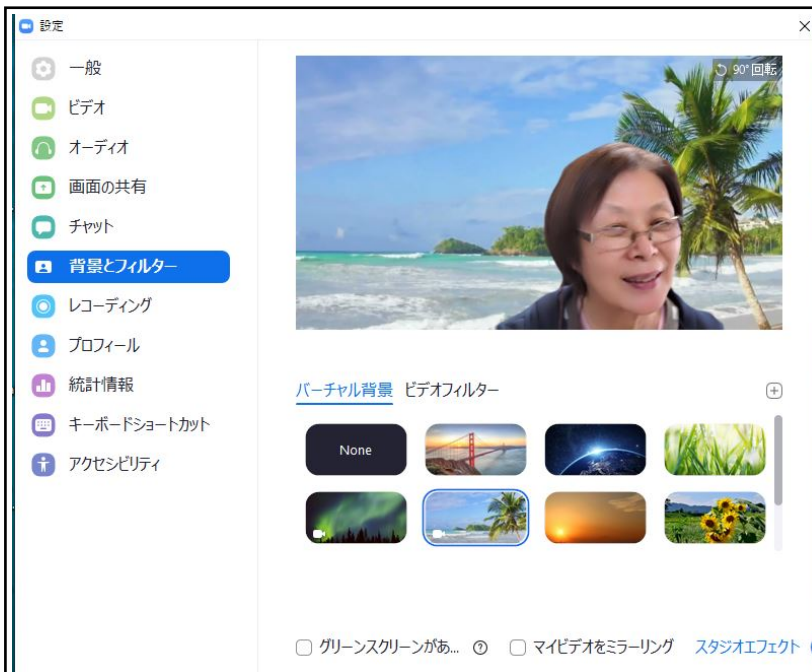 設定
90°回転
一般
ビデオ
オーディオ
画面の共有
チャット
背景とフィルター
レコーディング
プロフィール
統計情報
キーボードショートカット
アクセシビリティ
バーチャル背景 ビデオフィルター
None
グリーンスクリーンがあ... マイビデオをミラーリング スタジオエフェクト